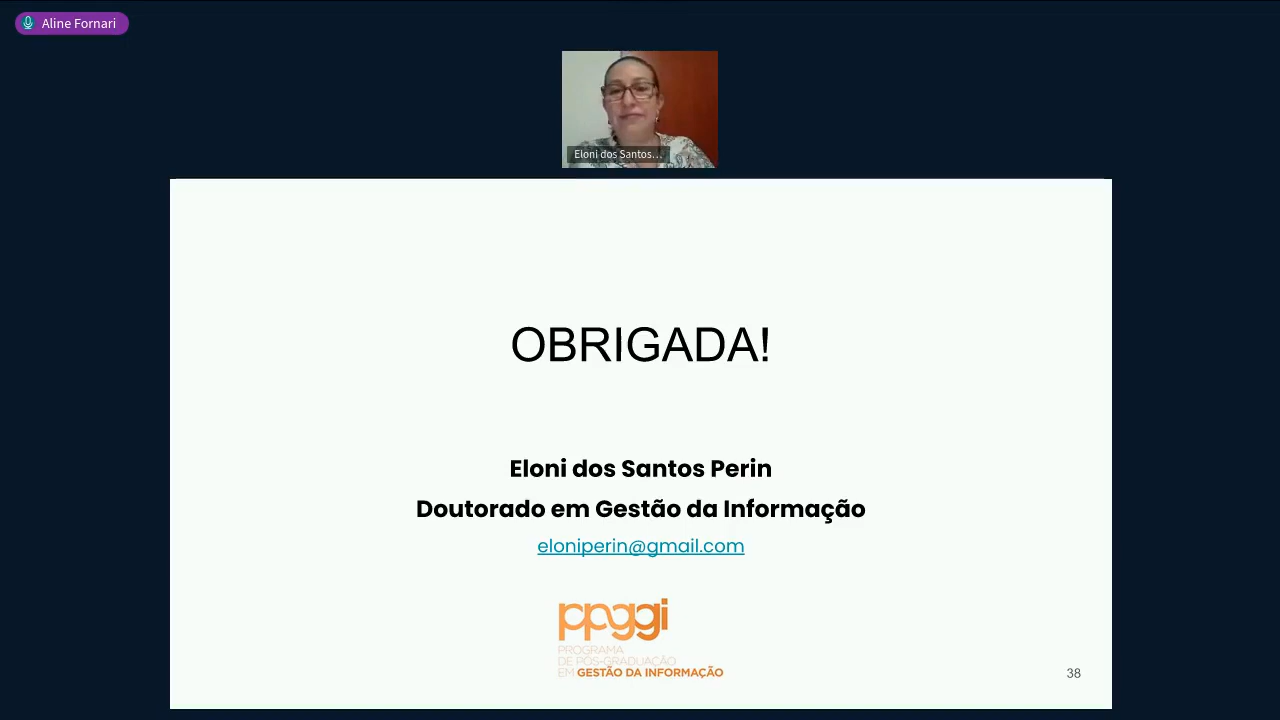 Aline Fornari
Eloni dos Santos...
OBRIGADA!
Eloni dos Santos Perin
Doutorado em Gestão da Informação
eloniperin@gmail.com
ppggi
PROGRAMA
DE PÓS-GRADUAÇÃO
EM GESTÃO DA INFORMAÇÃO
38